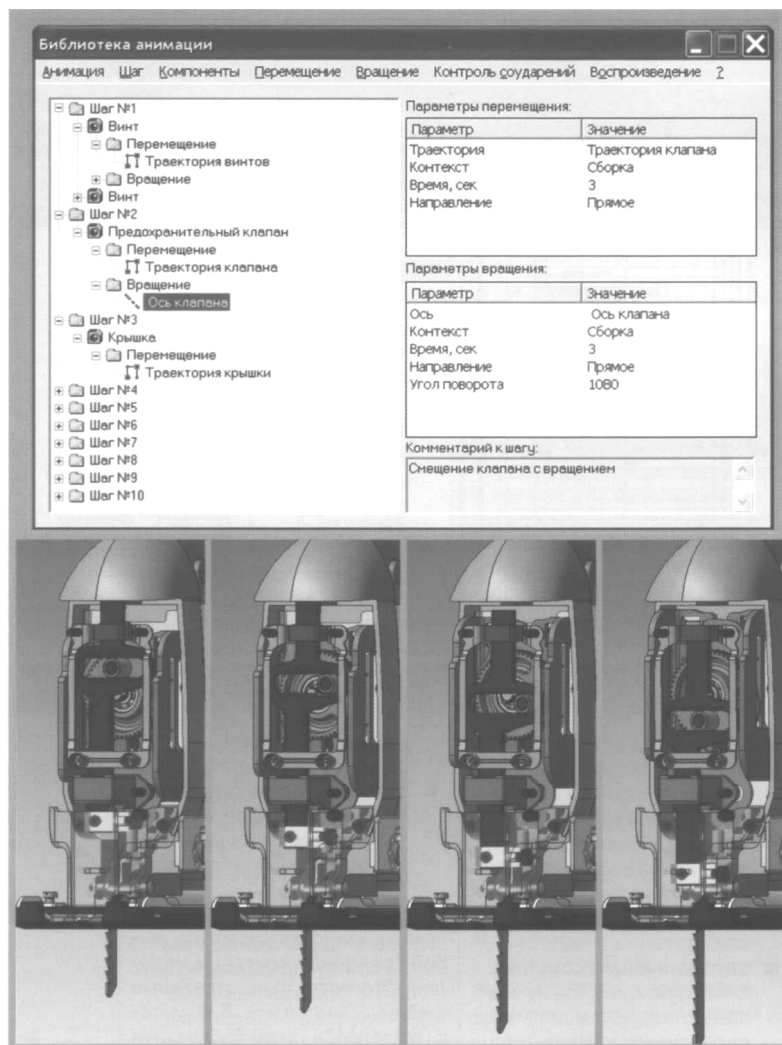 Библиотека анимации
Анимация Шаг Компоненты Перемещение Вращение Контроль соударений Воспроизведение ?
Шаг №1
Винт
Перемещение
Траектория винтов
Вращение
Винт
Шаг №2
Предохранительный клапан
Перемещение
Траектория клапана
Вращение
Ось клапана
Шаг №3
Крышка
Перемещение
Траектория крышки
Шаг №4
Шаг №5
Шаг №6
Шаг №7
Шаг №8
Шаг №9
Шаг №10
Параметры перемещения:
Параметр Значение
Траектория Траектория клапана
Контекст Сборка
Время, сек 3
Направление Прямое
Параметры вращения:
Параметр Значение
Ось Ось клапана
Контекст Сборка
Время, сек 3
Направление Прямое
Угол поворота 1080
Комментарий к шагу:
Смещение клапана с вращением